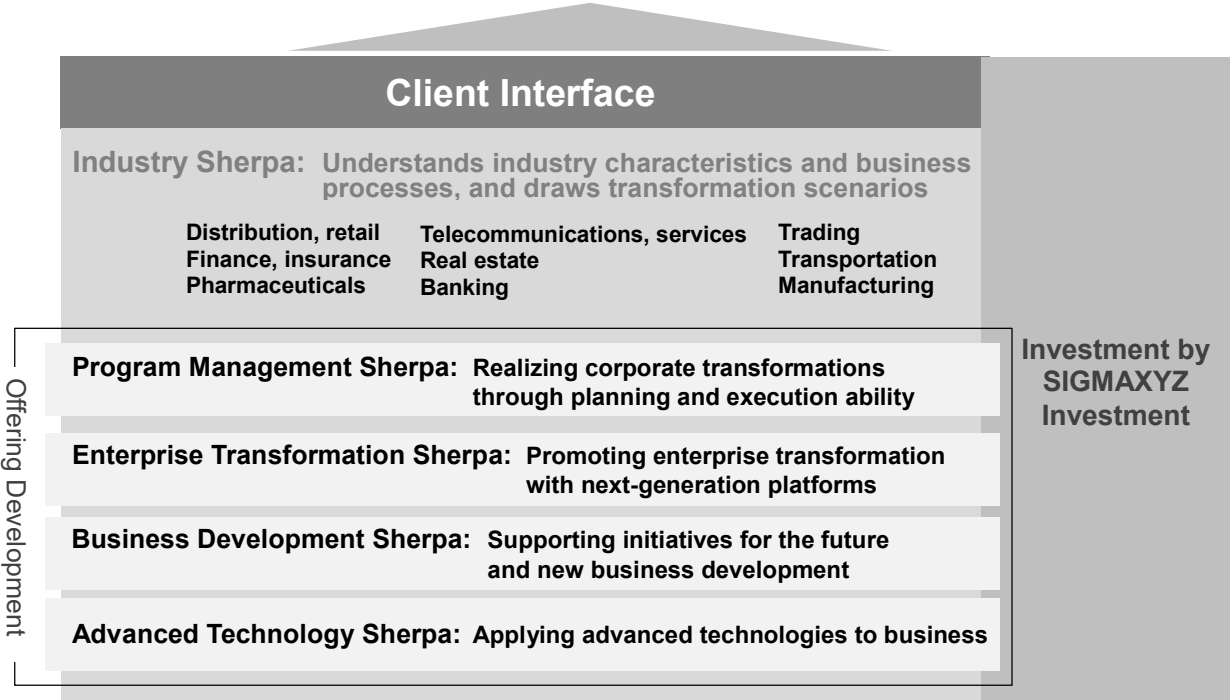 Client Interface
Industry Sherpa: Understands industry characteristics and business
processes, and draws transformation scenarios
Distribution, retail
Finance, insurance
Pharmaceuticals
Telecommunications, services
Real estate
Banking
Trading
Transportation
Manufacturing
Offering Development
Program Management Sherpa: Realizing corporate transformations
through planning and execution ability
Enterprise Transformation Sherpa: Promoting enterprise transformation
with next-generation platforms
Business Development Sherpa: Supporting initiatives for the future
and new business development
Advanced Technology Sherpa: Applying advanced technologies to business
Investment by
SIGMAXYZ
Investment